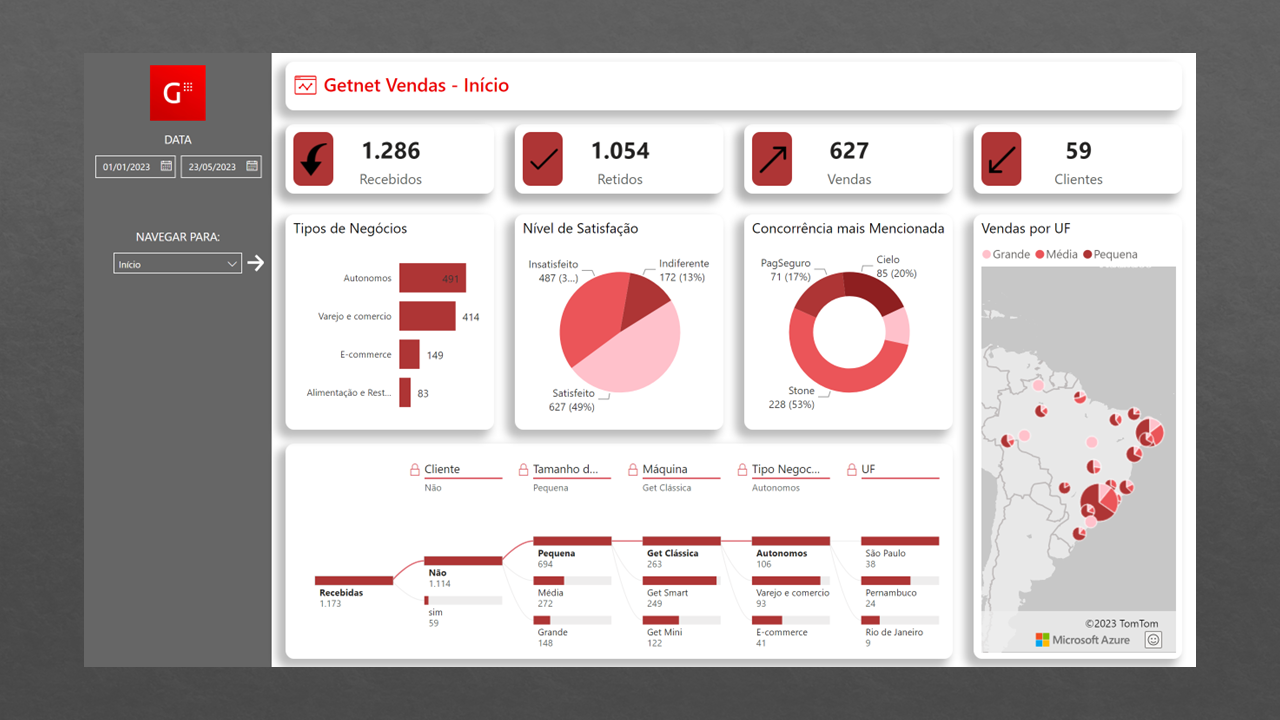 G
DATA
01/01/2023
23/05/2023
NAVEGAR PARA:
Início
Getnet Vendas - Início
1.286
Recebidos
1.054
Retidos
627
Vendas
59
Clientes
Tipos de Negócios
Autonomos
491
Varejo e comercio
414
E-commerce
149
Alimentação e Rest...
83
Nível de Satisfação
Insatisfeito
487 (3...)
Indiferente
172 (13%)
Satisfeito
627 (49%)
Concorrência mais Mencionada
PagSeguro
71 (17%)
Cielo
85 (20%)
Stone
228 (53%)
Vendas por UF
Grande Média Pequena
©2023 TomTom
Microsoft Azure
Cliente
Não
Tamanho d...
Pequena
Máquina
Get Clássica
Tipo Negoc...
Autonomos
UF
Recebidas
1.173
Não
1.114
sim
59
Pequena
694
Média
272
Grande
148
Get Clássica
263
Get Smart
249
Get Mini
122
Autonomos
106
Varejo e comercio
93
E-commerce
41
São Paulo
38
Pernambuco
24
Rio de Janeiro
9